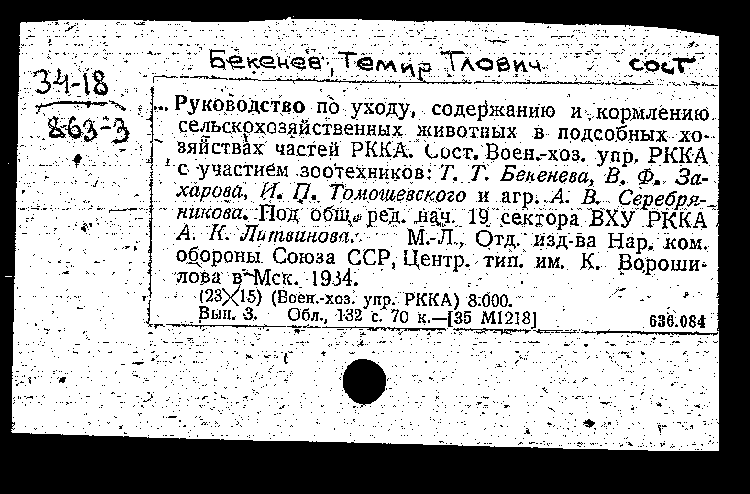 Бекенев, Темир Тлович сост
34-18
863-3
... Руководство по уходу, содержанию и кормлению
сельскохозяйственных животных в подсобных хо-
зяйствах частей РККА. Сост. Воен.-хоз. упр. РККА
с участием зоотехников: Т. Т. Бекенева, В. Ф. За-
харова, И. П. Томошевского и агр. А. В. Серебря-
никова. Под общ. ред. нач. 19 сектора ВХУ РККА
А. К. Литвинова. М.-Л., Отд. изд-ва Нар. ком.
обороны Союза ССР, Центр. тип. им. К. Вороши-
лова в Мск. 1934.
(23×15) (Воен.-хоз. упр. РККА) 8.000.
Вып. 3. Обл., 132 с. 70 к.—[35 М1218]
636.084